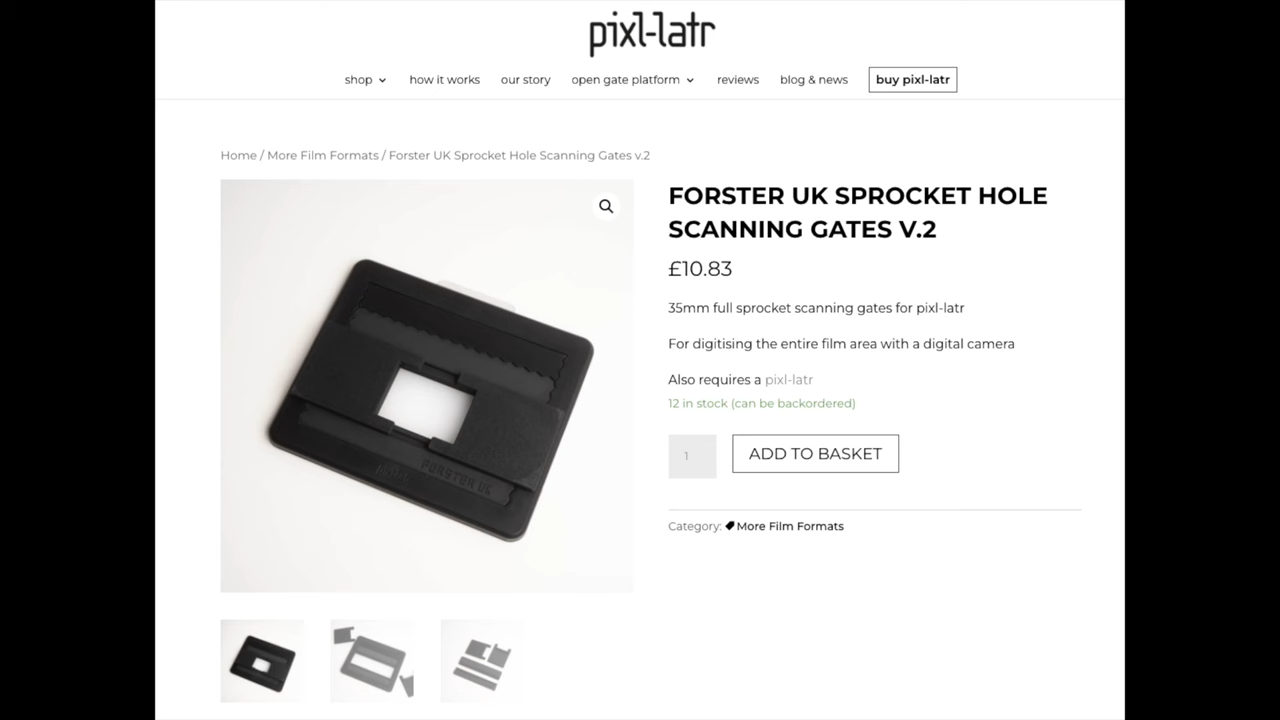 pixl-latr
shop
how it works
our story
open gate platform
reviews
blog & news
buy pixl-latr
Home / More Film Formats / Forster UK Sprocket Hole Scanning Gates v.2
FORSTER UK SPROCKET HOLE
SCANNING GATES V.2
£10.83
35mm full sprocket scanning gates for pixl-latr
For digitising the entire film area with a digital camera
Also requires a pixl-latr
12 in stock (can be backordered)
1
ADD TO BASKET
Category: More Film Formats
FORSTER UK